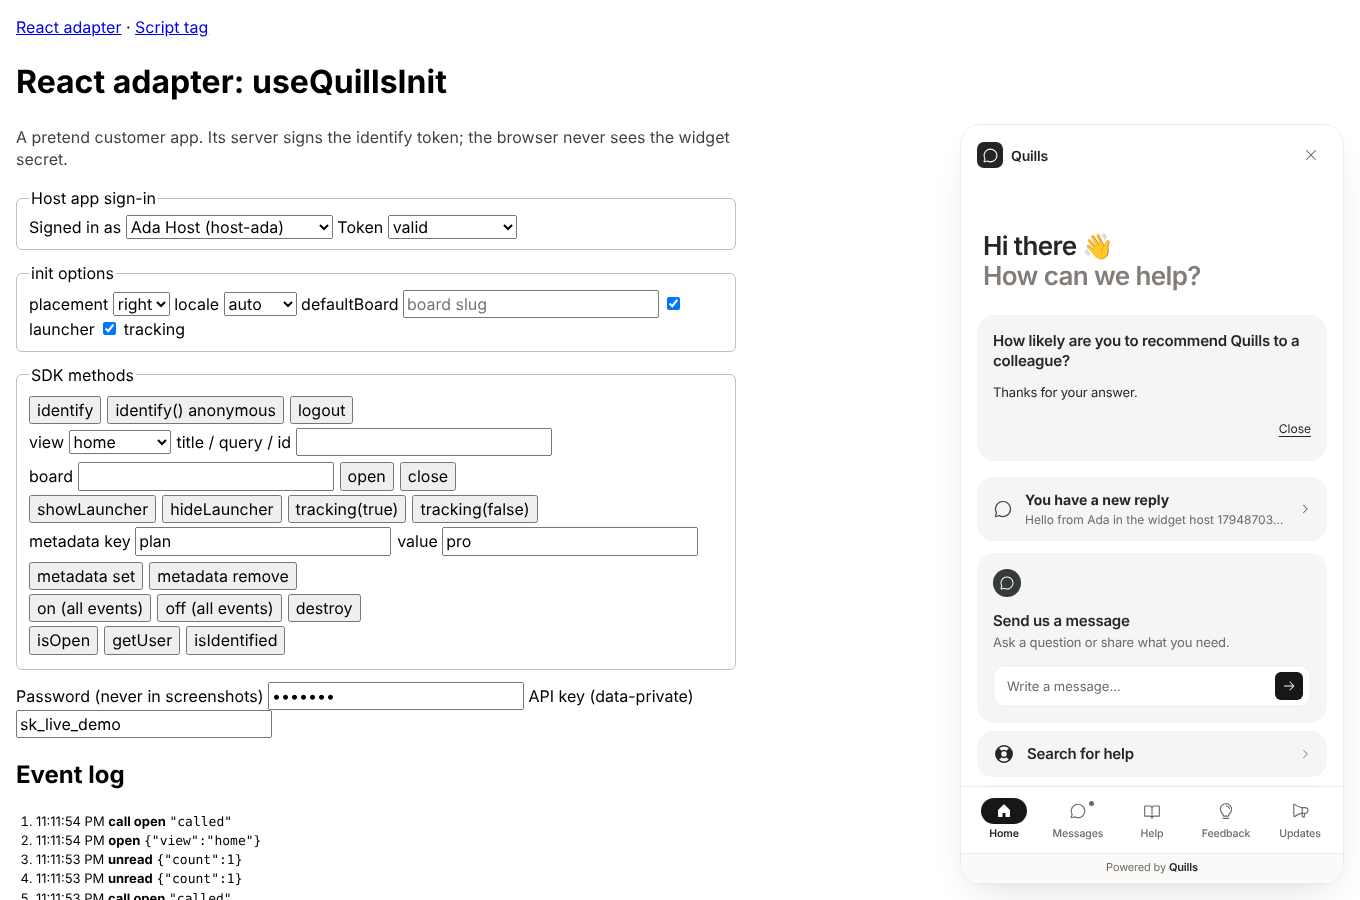 React adapter · Script tag
React adapter: useQuillsInit
A pretend customer app. Its server signs the identify token; the browser never sees the widget
secret.
Host app sign-in
Signed in as Ada Host (host-ada) Token valid
init options
placement right locale auto defaultBoard board slug
launcher tracking
SDK methods
identify identify() anonymous logout
view home title / query / id
board open close
showLauncher hideLauncher tracking(true) tracking(false)
metadata key plan value pro
metadata set metadata remove
on (all events) off (all events) destroy
isOpen getUser isIdentified
Password (never in screenshots) ••••••• API key (data-private)
sk_live_demo
Event log
1. 11:11:54 PM call open "called"
2. 11:11:54 PM open {"view":"home"}
3. 11:11:53 PM unread {"count":1}
4. 11:11:53 PM unread {"count":1}
5. 11:11:53 PM call open "called"
Quills
Hi there 👋
How can we help?
How likely are you to recommend Quills to a
colleague?
Thanks for your answer.
Close
You have a new reply
Hello from Ada in the widget host 17948703...
Send us a message
Ask a question or share what you need.
Write a message...
Search for help
Home Messages Help Feedback Updates
Powered by Quills